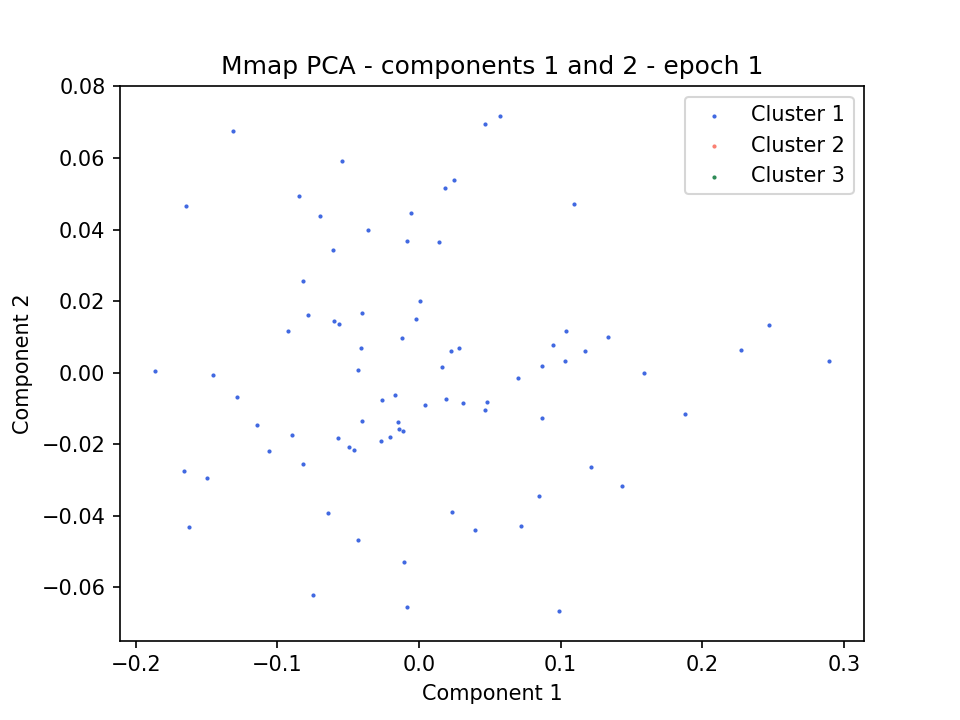 Mmap PCA - components 1 and 2 - epoch 1
0.08
0.06
0.04
0.02
0.00
−0.02
−0.04
−0.06
Component 2
Cluster 1
Cluster 2
Cluster 3
−0.2 −0.1 0.0 0.1 0.2 0.3
Component 1